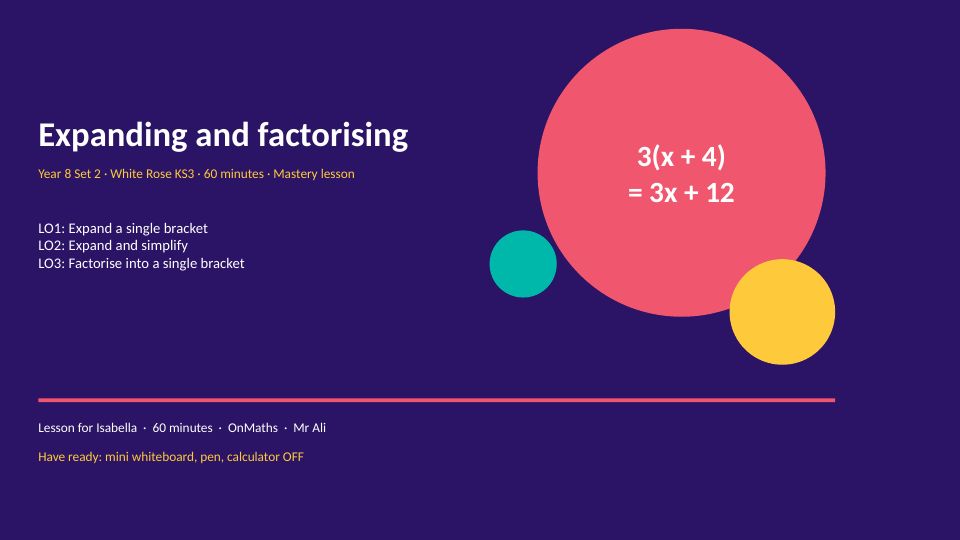 Expanding and factorising
Year 8 Set 2 · White Rose KS3 · 60 minutes · Mastery lesson
LO1: Expand a single bracket
LO2: Expand and simplify
LO3: Factorise into a single bracket
3(x + 4)
= 3x + 12
Lesson for Isabella · 60 minutes · OnMaths · Mr Ali
Have ready: mini whiteboard, pen, calculator OFF